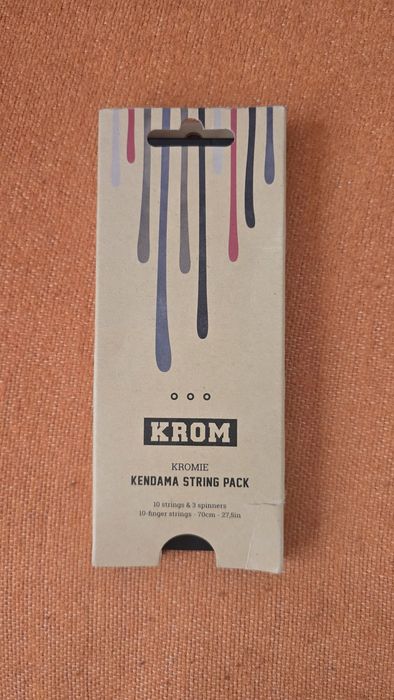 KROM
KROMIE
KENDAMA STRING PACK
10 strings & 3 spinners
10-finger strings - 70cm - 27,5in